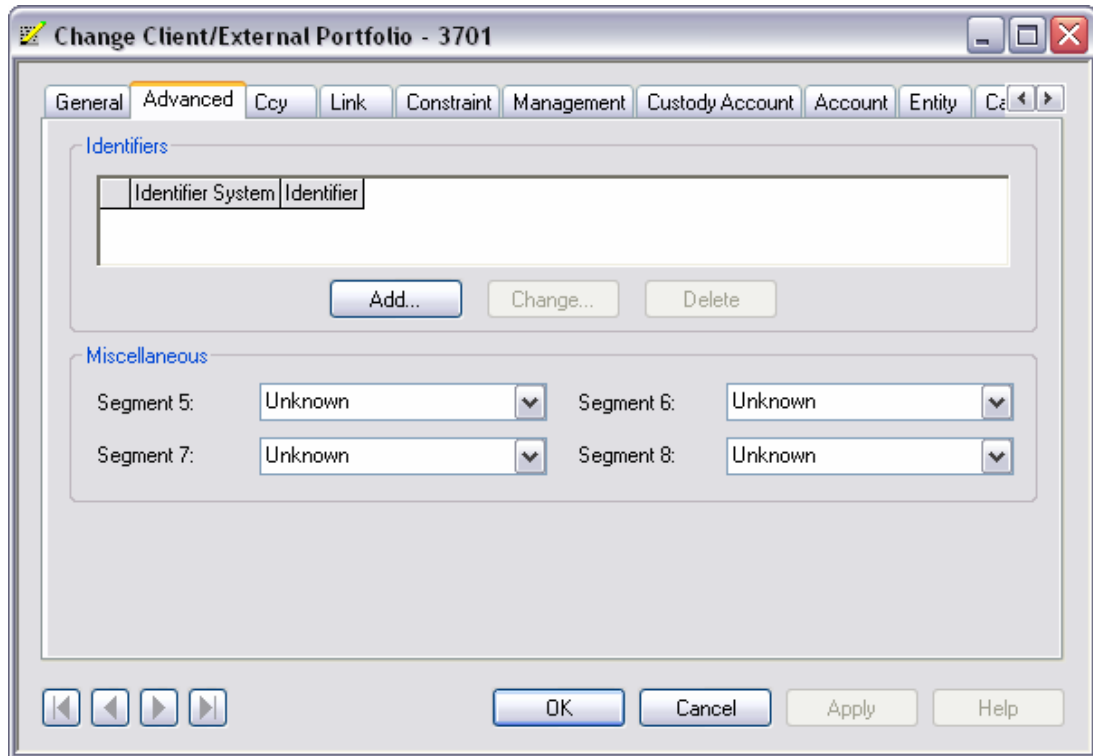 Change Client/External Portfolio - 3701
General Advanced Ccy Link Constraint Management Custody Account Account Entity
Identifiers
Identifier System Identifier
Add... Change... Delete
Miscellaneous
Segment 5: Unknown Segment 6: Unknown
Segment 7: Unknown Segment 8: Unknown
OK Cancel Apply Help